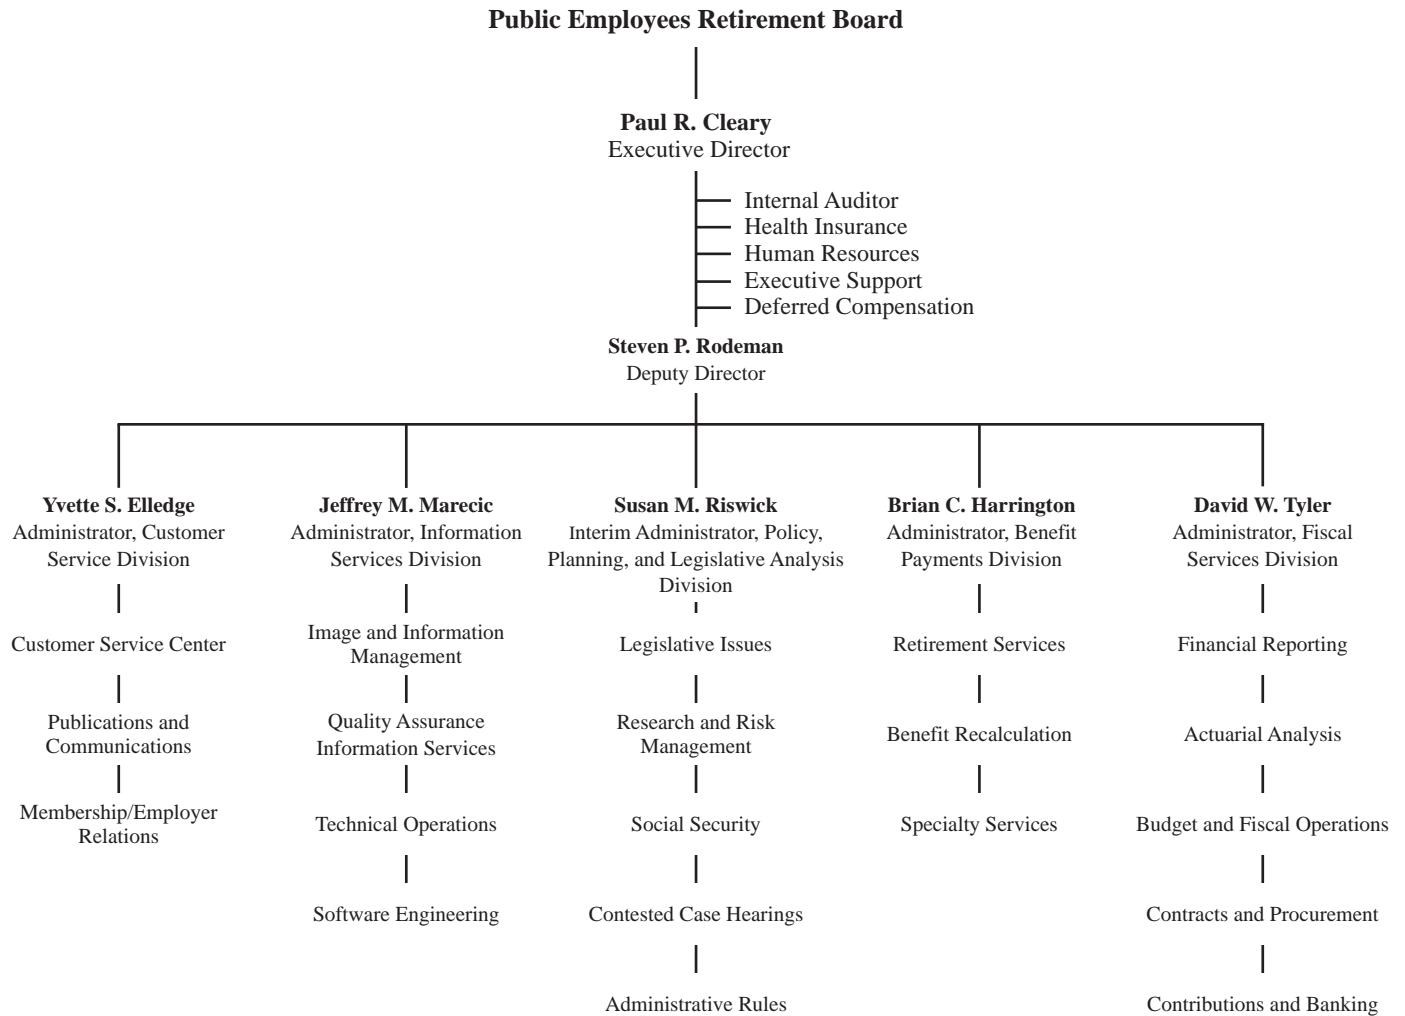 Public Employees Retirement Board
Paul R. Cleary
Executive Director
Internal Auditor
Health Insurance
Human Resources
Executive Support
Deferred Compensation
Steven P. Rodeman
Deputy Director
Yvette S. Elledge
Administrator, Customer
Service Division
Customer Service Center
Publications and
Communications
Membership/Employer
Relations
Jeffrey M. Marecic
Administrator, Information
Services Division
Image and Information
Management
Quality Assurance
Information Services
Technical Operations
Software Engineering
Susan M. Riswick
Interim Administrator, Policy,
Planning, and Legislative Analysis
Division
Legislative Issues
Research and Risk
Management
Social Security
Contested Case Hearings
Administrative Rules
Brian C. Harrington
Administrator, Benefit
Payments Division
Retirement Services
Benefit Recalculation
Specialty Services
David W. Tyler
Administrator, Fiscal
Services Division
Financial Reporting
Actuarial Analysis
Budget and Fiscal Operations
Contracts and Procurement
Contributions and Banking